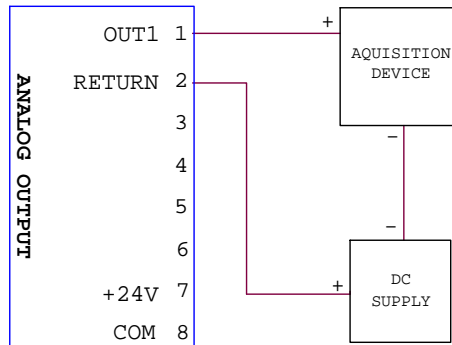 ANALOG OUTPUT
OUT1 1
RETURN 2
3
4
5
6
+24V 7
COM 8
+
AQUISITION
DEVICE
−
−
+
DC
SUPPLY